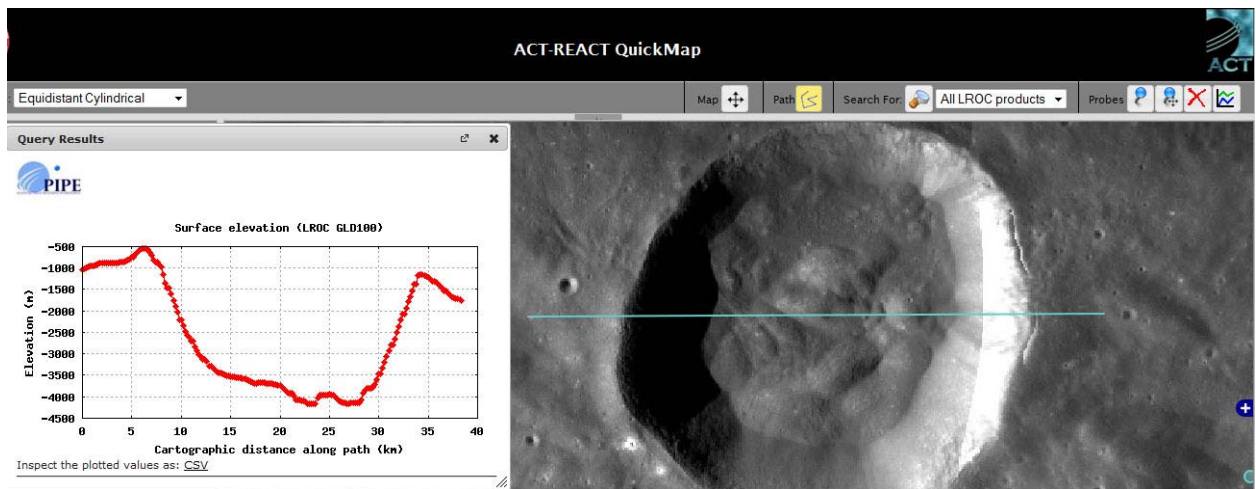 ACT-REACT QuickMap
ACT
: Equidistant Cylindrical Map Path Search For: All LROC products Probes
Query Results
PIPE
Surface elevation (LROC GLD100)
-500
-1000
-1500
-2000
-2500
-3000
-3500
-4000
-4500
Elevation (m)
0 5 10 15 20 25 30 35 40
Cartographic distance along path (km)
Inspect the plotted values as: CSV